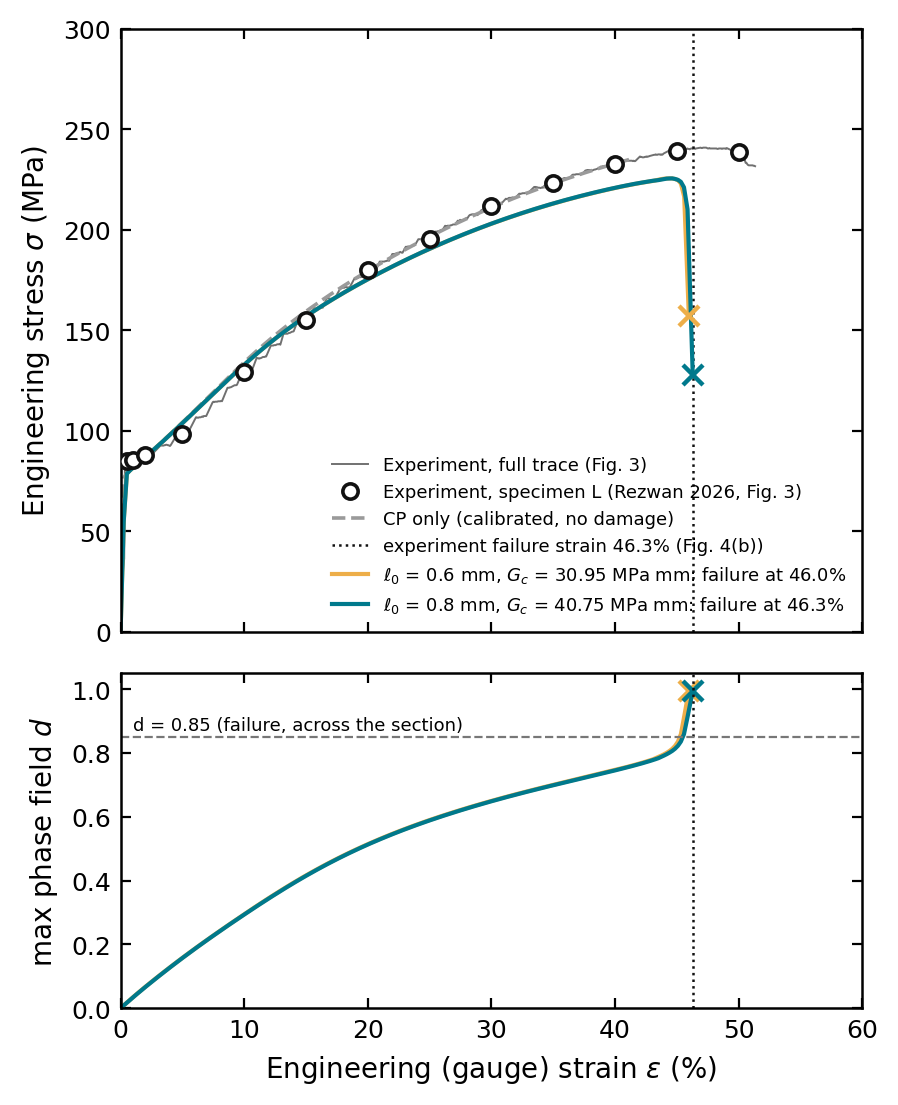 300
250
200
150
100
50
0
Engineering stress σ (MPa)
Experiment, full trace (Fig. 3)
Experiment, specimen L (Rezwan 2026, Fig. 3)
CP only (calibrated, no damage)
experiment failure strain 46.3% (Fig. 4(b))
ℓ₀ = 0.6 mm, G_c = 30.95 MPa mm: failure at 46.0%
ℓ₀ = 0.8 mm, G_c = 40.75 MPa mm: failure at 46.3%
1.0
0.8
0.6
0.4
0.2
0.0
max phase field d
d = 0.85 (failure, across the section)
0 10 20 30 40 50 60
Engineering (gauge) strain ε (%)